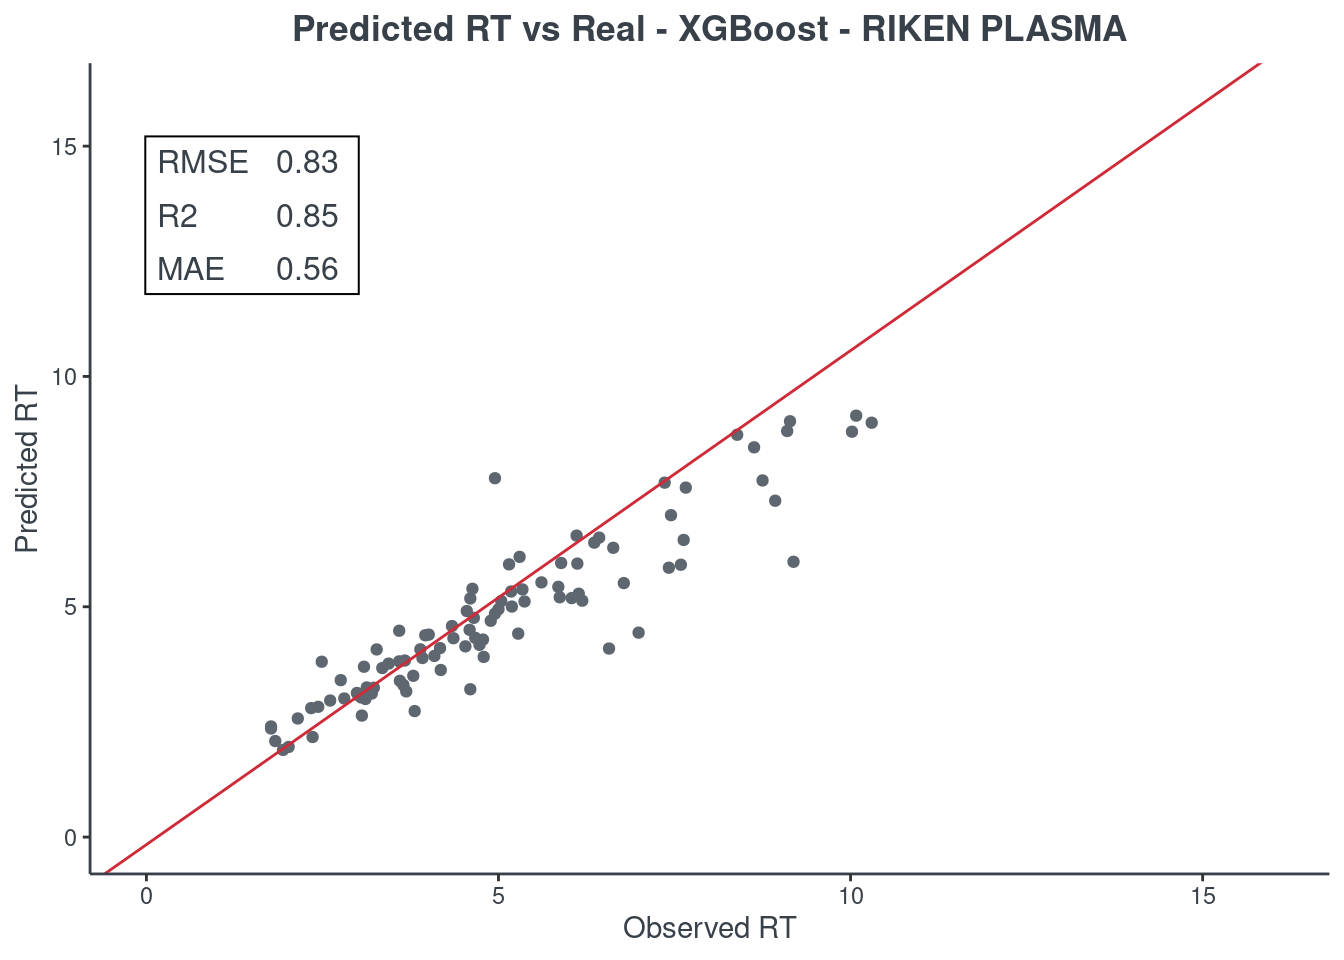 Predicted RT vs Real - XGBoost - RIKEN PLASMA
RMSE 0.83
R2 0.85
MAE 0.56
Predicted RT
15
10
5
0
0 5 10 15
Observed RT